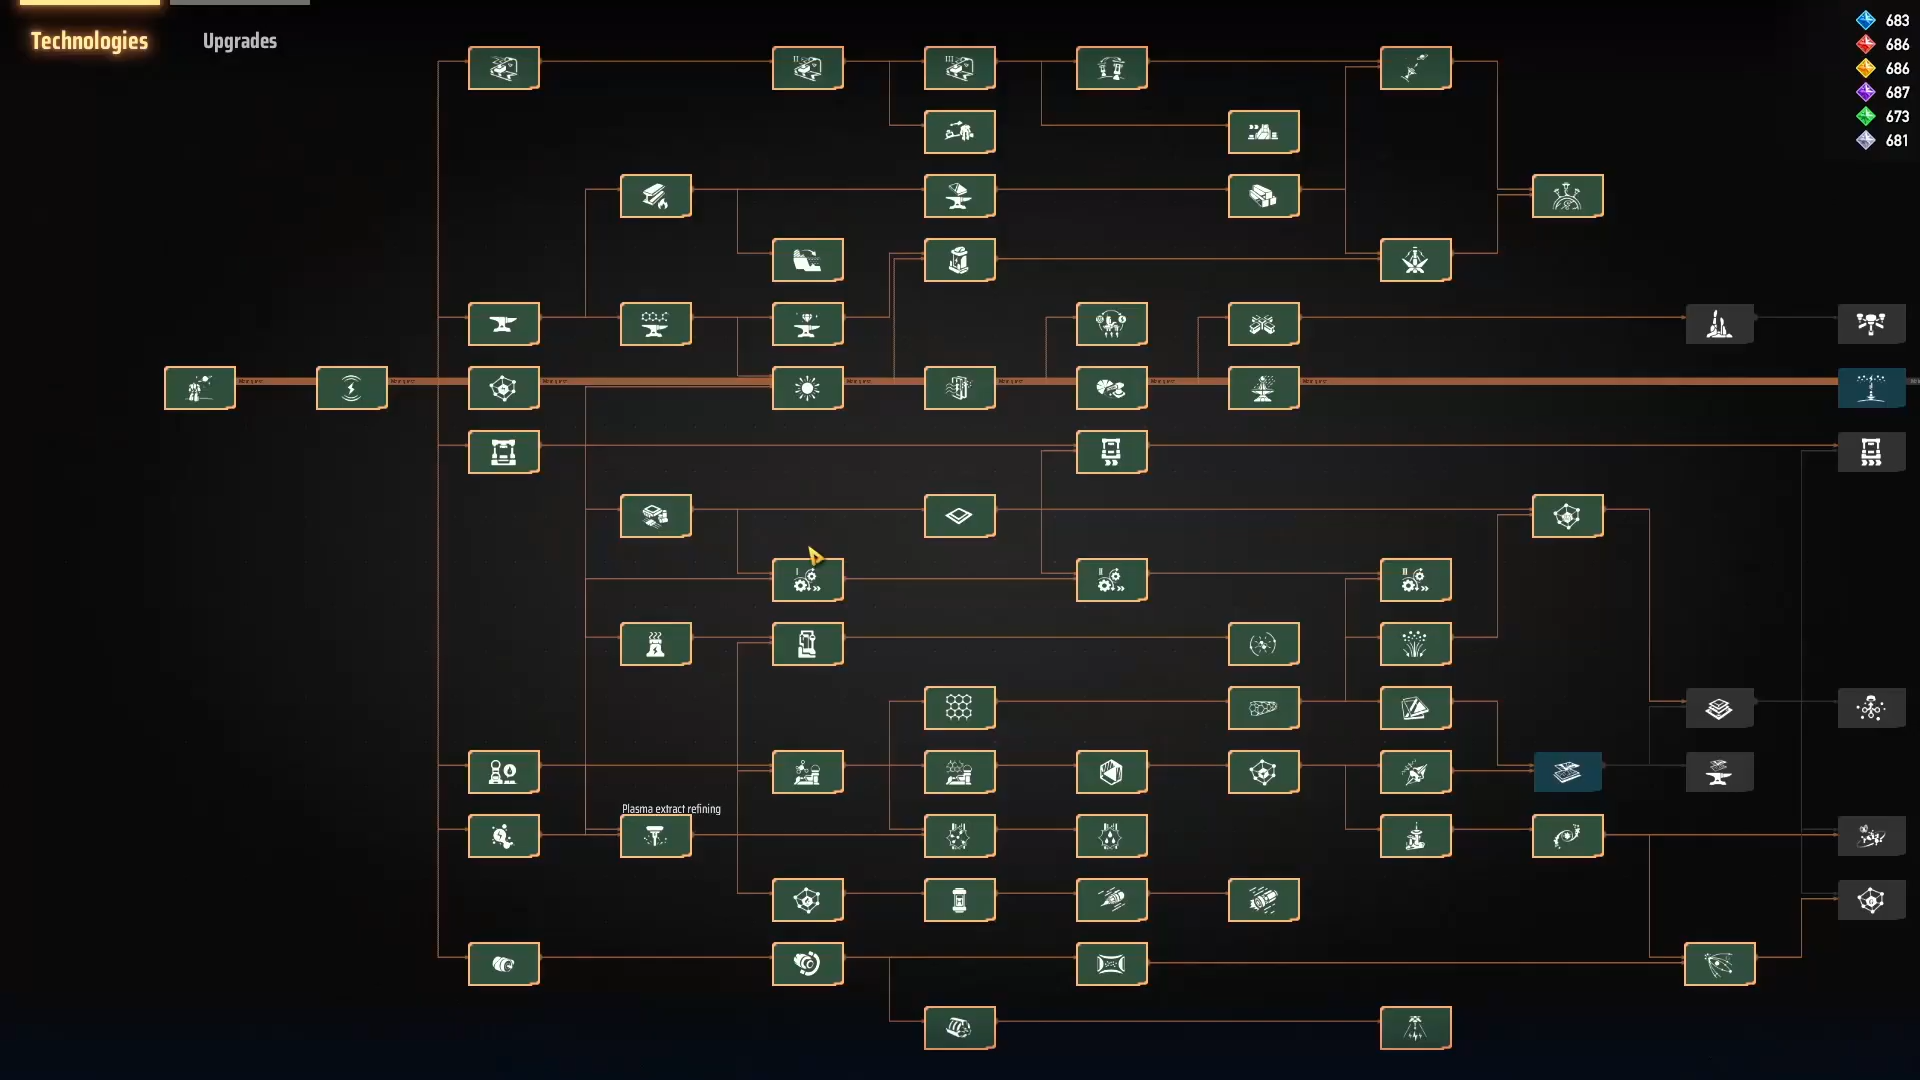 Technologies
Upgrades
683
686
686
687
673
681
Plasma extract refining